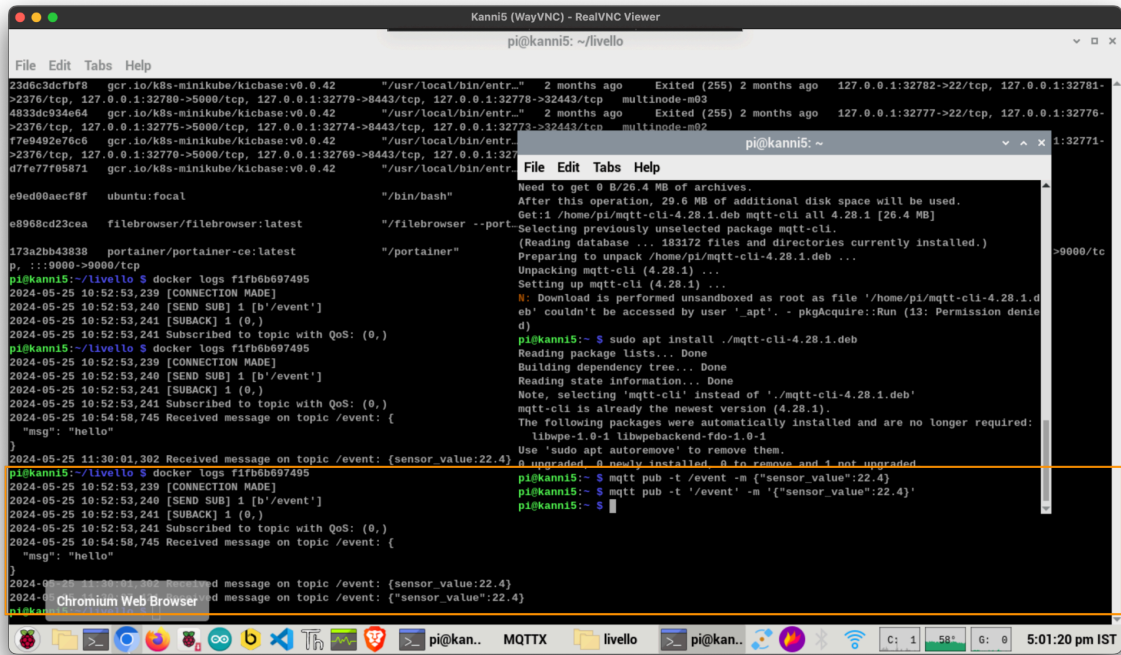 Kanni5 (WayVNC) - RealVNC Viewer
pi@kanni5: ~/livello
File Edit Tabs Help
23d6c3dcfbf8 gcr.io/k8s-minikube/kicbase:v0.0.42 "/usr/local/bin/entr…" 2 months ago Exited (255) 2 months ago 127.0.0.1:32782->22/tcp, 127.0.0.1:32781-
>2376/tcp, 127.0.0.1:32780->5000/tcp, 127.0.0.1:32779->8443/tcp, 127.0.0.1:32778->32443/tcp multinode-m03
4833dc934e64 gcr.io/k8s-minikube/kicbase:v0.0.42 "/usr/local/bin/entr…" 2 months ago Exited (255) 2 months ago 127.0.0.1:32777->22/tcp, 127.0.0.1:32776-
>2376/tcp, 127.0.0.1:32775->5000/tcp, 127.0.0.1:32774->8443/tcp, 127.0.0.1:32773->32443/tcp multinode-m02
f7e9492e76c6 gcr.io/k8s-minikube/kicbase:v0.0.42 "/usr/local/bin/entr… 1:32771-
>2376/tcp, 127.0.0.1:32770->5000/tcp, 127.0.0.1:32769->8443/tcp, 127
d7fe77f05871 gcr.io/k8s-minikube/kicbase:v0.0.42 "/usr/local/bin/entr…
e9ed00aecf8f ubuntu:focal "/bin/bash"
e8968cd23cea filebrowser/filebrowser:latest "/filebrowser --port…
173a2bb43838 portainer/portainer-ce:latest "/portainer" >9000/tc
p, :::9000->9000/tcp
pi@kanni5:~/livello $ docker logs f1fb6b697495
2024-05-25 10:52:53,239 [CONNECTION MADE]
2024-05-25 10:52:53,240 [SEND SUB] 1 [b'/event']
2024-05-25 10:52:53,241 [SUBACK] 1 (0,)
2024-05-25 10:52:53,241 Subscribed to topic with QoS: (0,)
pi@kanni5:~/livello $ docker logs f1fb6b697495
2024-05-25 10:52:53,239 [CONNECTION MADE]
2024-05-25 10:52:53,240 [SEND SUB] 1 [b'/event']
2024-05-25 10:52:53,241 [SUBACK] 1 (0,)
2024-05-25 10:52:53,241 Subscribed to topic with QoS: (0,)
2024-05-25 10:54:58,745 Received message on topic /event: {
"msg": "hello"
}
2024-05-25 11:30:01,302 Received message on topic /event: {sensor_value:22.4}
pi@kanni5:~/livello $ docker logs f1fb6b697495
2024-05-25 10:52:53,239 [CONNECTION MADE]
2024-05-25 10:52:53,240 [SEND SUB] 1 [b'/event']
2024-05-25 10:52:53,241 [SUBACK] 1 (0,)
2024-05-25 10:52:53,241 Subscribed to topic with QoS: (0,)
2024-05-25 10:54:58,745 Received message on topic /event: {
"msg": "hello"
}
2024-05-25 11:30:01,302 Received message on topic /event: {sensor_value:22.4}
2024-0 ved message on topic /event: {"sensor_value":22.4}
pi@kanni5:~/livello $
Chromium Web Browser
pi@kanni5: ~
File Edit Tabs Help
Need to get 0 B/26.4 MB of archives.
After this operation, 29.6 MB of additional disk space will be used.
Get:1 /home/pi/mqtt-cli-4.28.1.deb mqtt-cli all 4.28.1 [26.4 MB]
Selecting previously unselected package mqtt-cli.
(Reading database ... 183172 files and directories currently installed.)
Preparing to unpack /home/pi/mqtt-cli-4.28.1.deb ...
Unpacking mqtt-cli (4.28.1) ...
Setting up mqtt-cli (4.28.1) ...
N: Download is performed unsandboxed as root as file '/home/pi/mqtt-cli-4.28.1.d
eb' couldn't be accessed by user '_apt'. - pkgAcquire::Run (13: Permission denie
d)
pi@kanni5:~ $ sudo apt install ./mqtt-cli-4.28.1.deb
Reading package lists... Done
Building dependency tree... Done
Reading state information... Done
Note, selecting 'mqtt-cli' instead of './mqtt-cli-4.28.1.deb'
mqtt-cli is already the newest version (4.28.1).
The following packages were automatically installed and are no longer required:
libwpe-1.0-1 libwpebackend-fdo-1.0-1
Use 'sudo apt autoremove' to remove them.
0 upgraded, 0 newly installed, 0 to remove and 1 not upgraded
pi@kanni5:~ $ mqtt pub -t /event -m {"sensor_value":22.4}
pi@kanni5:~ $ mqtt pub -t '/event' -m '{"sensor_value":22.4}'
pi@kanni5:~ $
Th
pi@kan.. MQTTX livello pi@kan.. C: 1 58° G: 0 5:01:20 pm IST